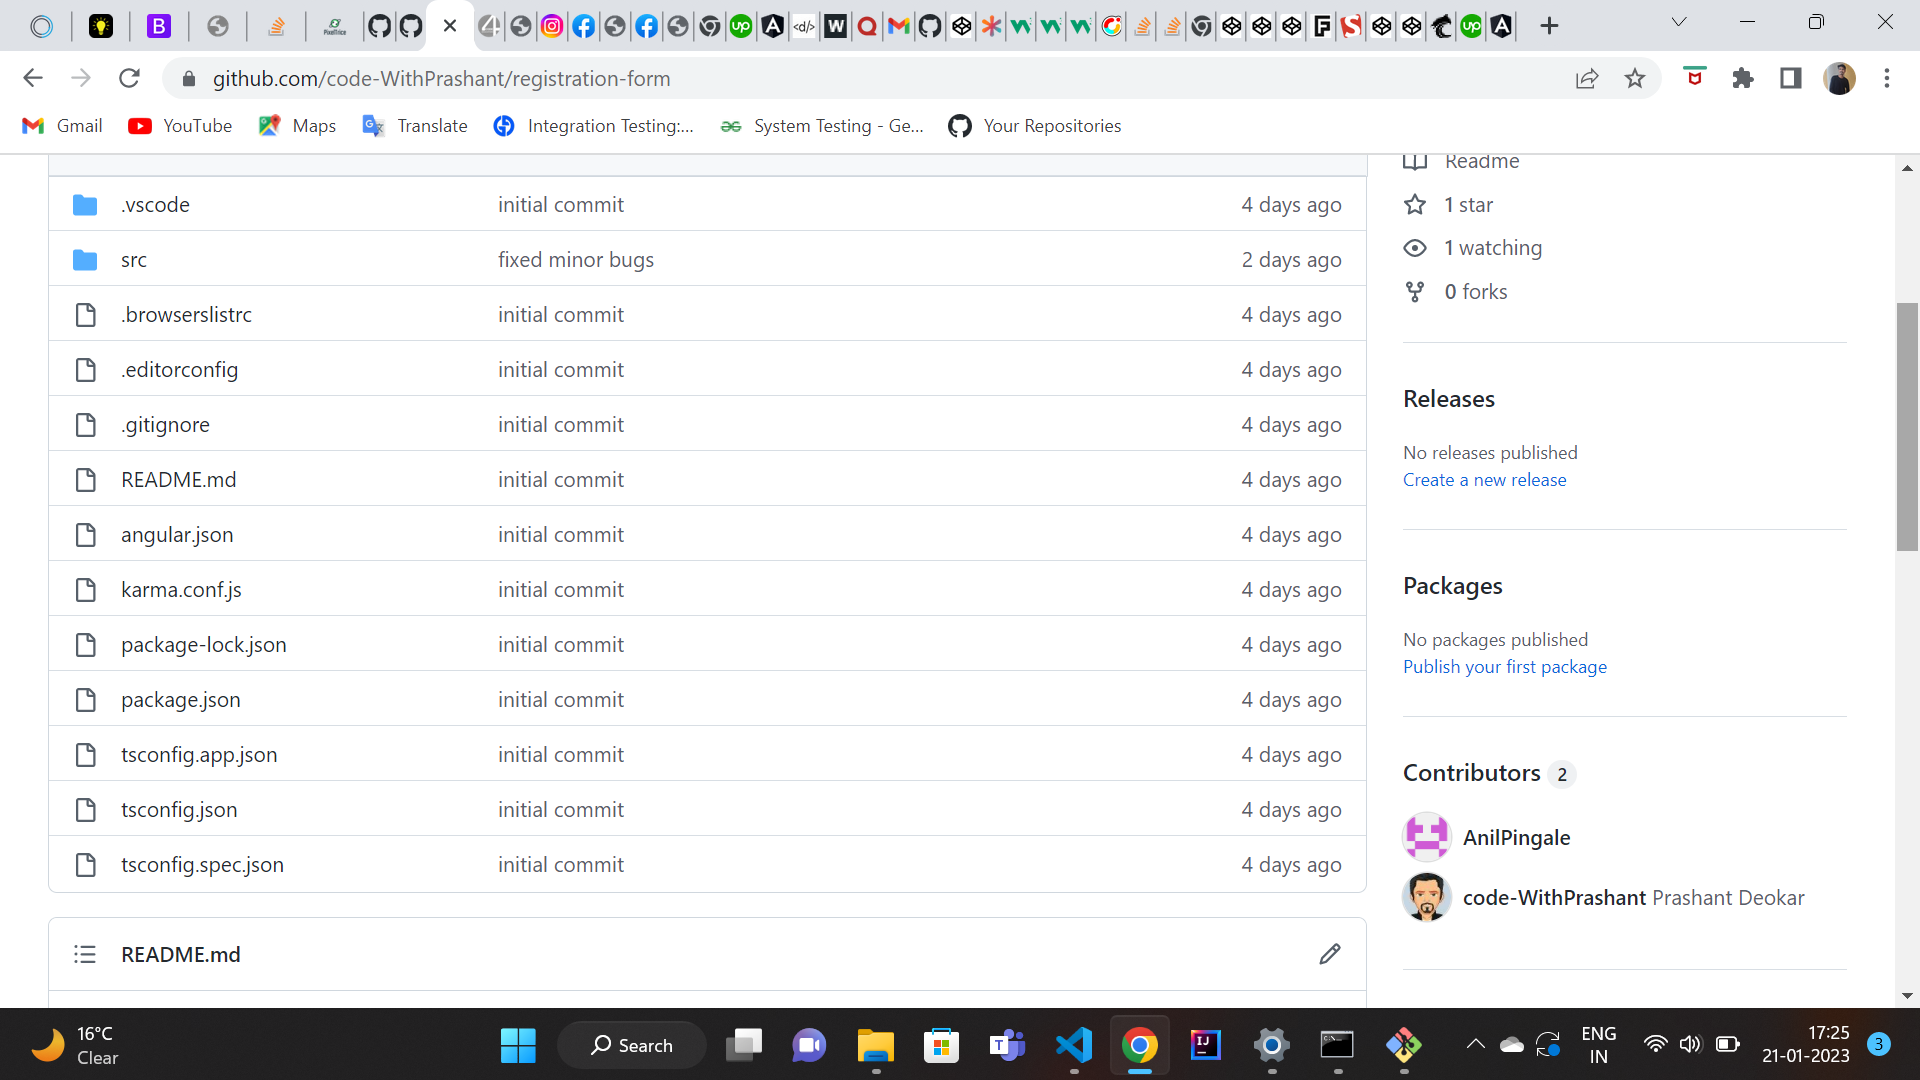 github.com/code-WithPrashant/registration-form
Gmail YouTube Maps Translate Integration Testing:... System Testing - Ge... Your Repositories
Readme
.vscode initial commit 4 days ago
1 star
src fixed minor bugs 2 days ago
1 watching
0 forks
.browserslistrc initial commit 4 days ago
.editorconfig initial commit 4 days ago
Releases
.gitignore initial commit 4 days ago
No releases published
README.md initial commit 4 days ago
Create a new release
angular.json initial commit 4 days ago
Packages
karma.conf.js initial commit 4 days ago
No packages published
package-lock.json initial commit 4 days ago
Publish your first package
package.json initial commit 4 days ago
tsconfig.app.json initial commit 4 days ago
Contributors 2
tsconfig.json initial commit 4 days ago
AnilPingale
tsconfig.spec.json initial commit 4 days ago
code-WithPrashant Prashant Deokar
README.md
16°C
Clear
Search
ENG
IN
17:25
21-01-2023
3